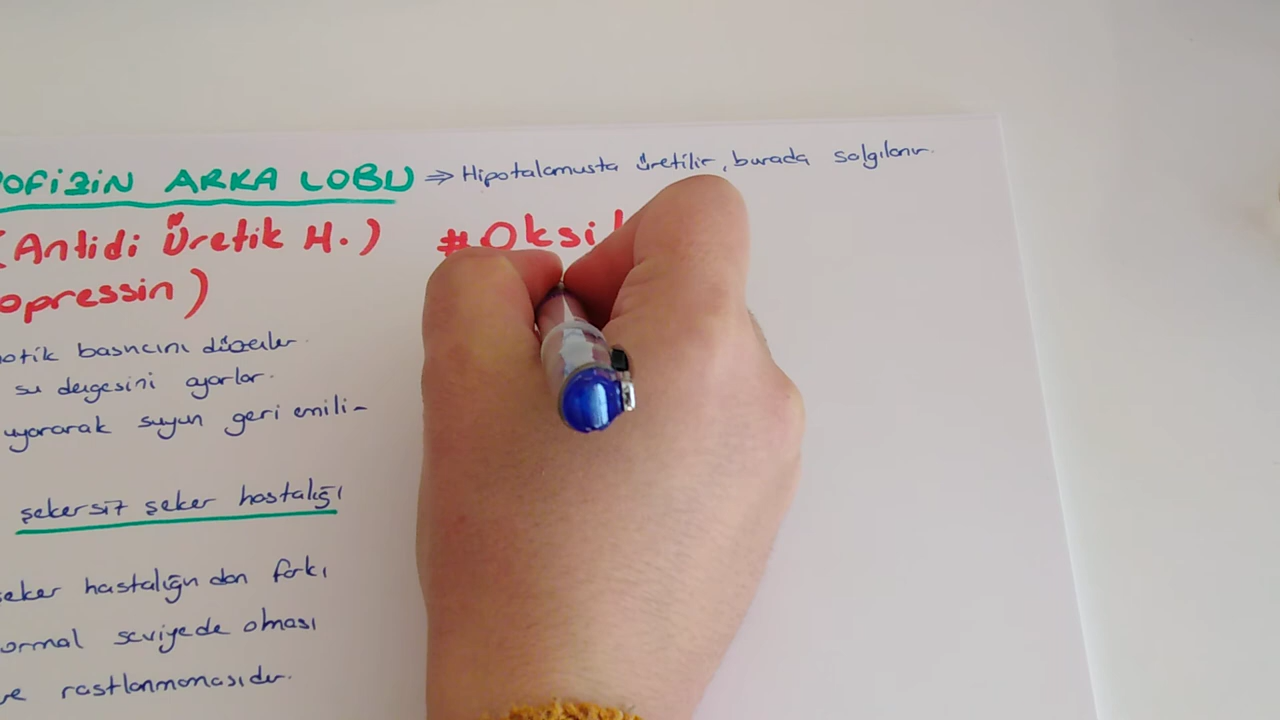 OFİZİN ARKA LOBU ⇒ Hipotalamusta üretilir, burada salgılanır.
(Antidi Üretik H.) #Oksi
opressin)
otik basıncını düzenler.
su dengesini ayarlar.
uyararak suyun geri emili-
şekersiz şeker hastalığı
şeker hastalığından farkı
ormal seviyede olması
ve rastlanmamasıdır.